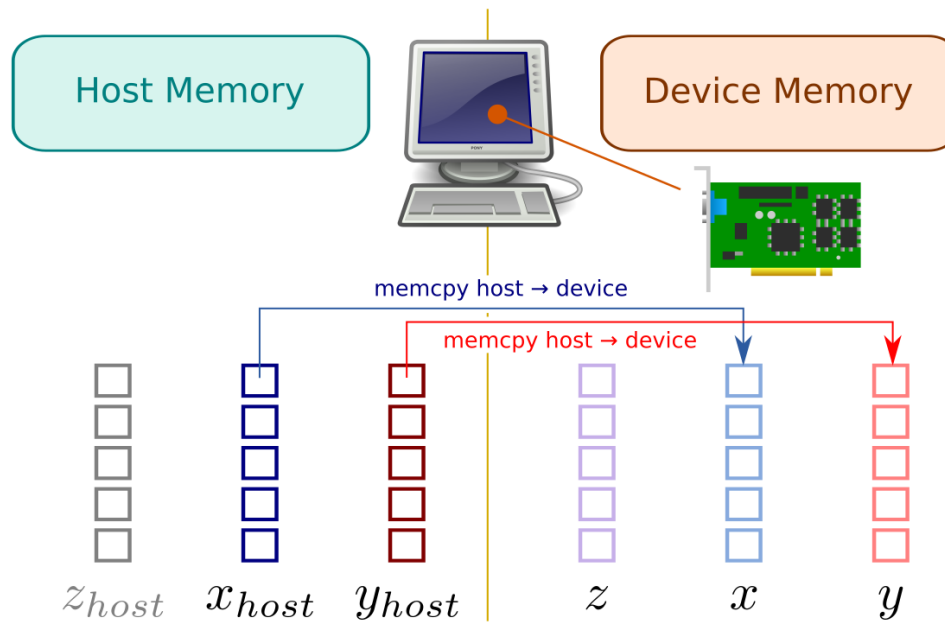 Host Memory
Device Memory
memcpy host → device
memcpy host → device
z_host x_host y_host z x y